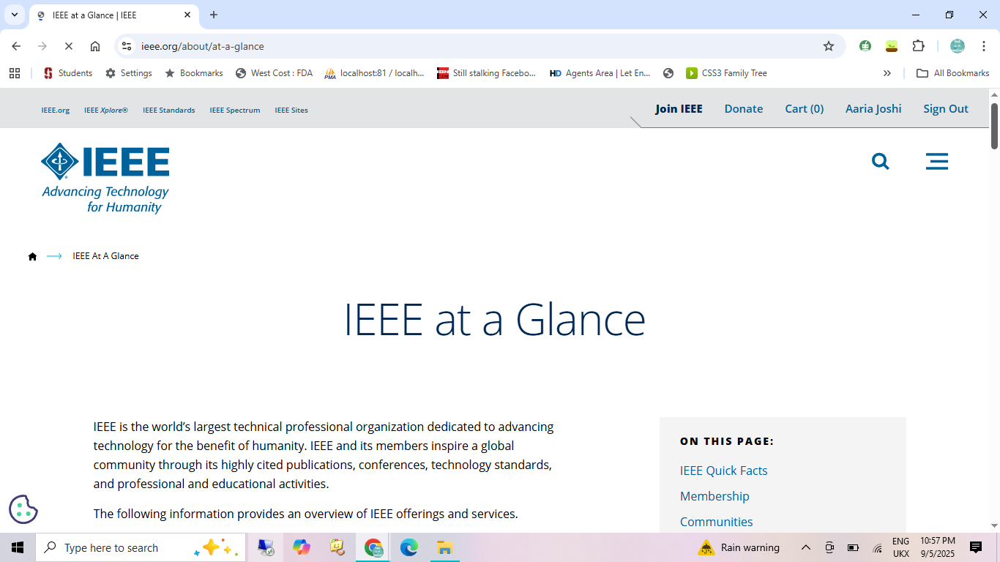 IEEE at a Glance | IEEE
ieee.org/about/at-a-glance
Students
Settings
Bookmarks
West Cost : FDA
PMA
localhost:81 / localh...
Still stalking Facebo...
HD
Agents Area | Let En...
CSS3 Family Tree
All Bookmarks
IEEE.org
IEEE Xplore®
IEEE Standards
IEEE Spectrum
IEEE Sites
Join IEEE
Donate
Cart (0)
Aaria Joshi
Sign Out
IEEE
Advancing Technology
for Humanity
IEEE At A Glance
IEEE at a Glance
IEEE is the world’s largest technical professional organization dedicated to advancing
technology for the benefit of humanity. IEEE and its members inspire a global
community through its highly cited publications, conferences, technology standards,
and professional and educational activities.
The following information provides an overview of IEEE offerings and services.
ON THIS PAGE:
IEEE Quick Facts
Membership
Communities
Type here to search
Rain warning
ENG
UKX
10:57 PM
9/5/2025